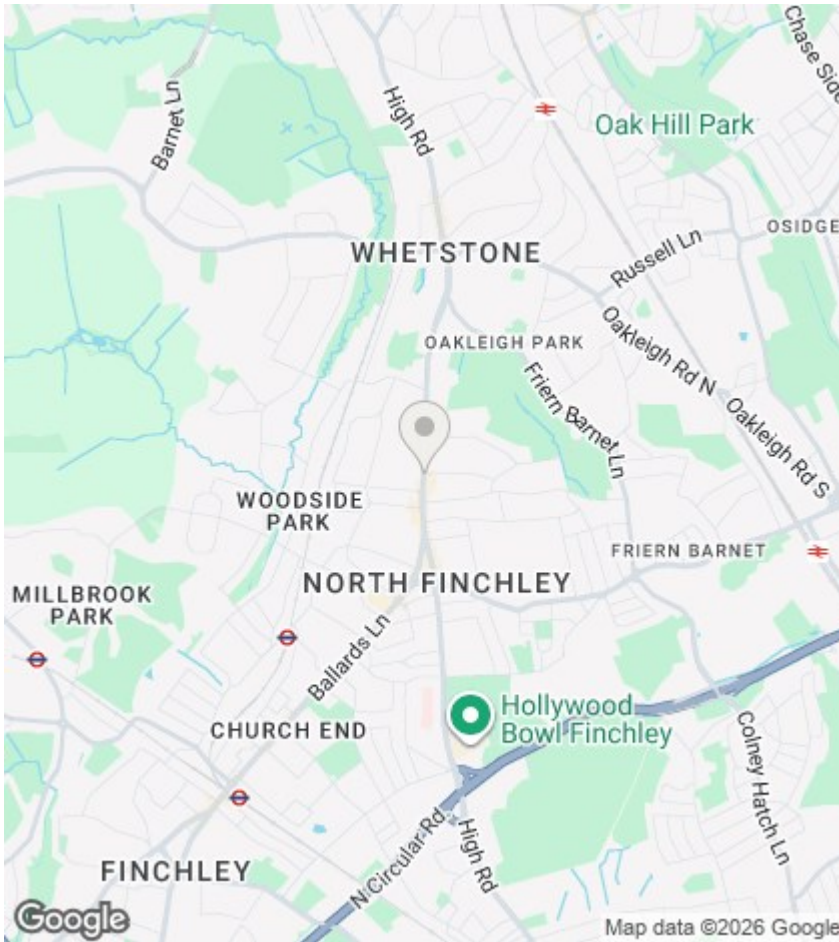 Chase Side
Barnet Ln
High Rd
Oak Hill Park
OSIDGE
WHETSTONE
Russell Ln
OAKLEIGH PARK
Oakleigh Rd N
Friern Barnet Ln
Oakleigh Rd S
WOODSIDE
PARK
FRIERN BARNET
NORTH FINCHLEY
MILLBROOK
PARK
Ballards Ln
Hollywood
Bowl Finchley
CHURCH END
Colney Hatch Ln
N Circular Rd
High Rd
FINCHLEY
Google
Map data ©2026 Google